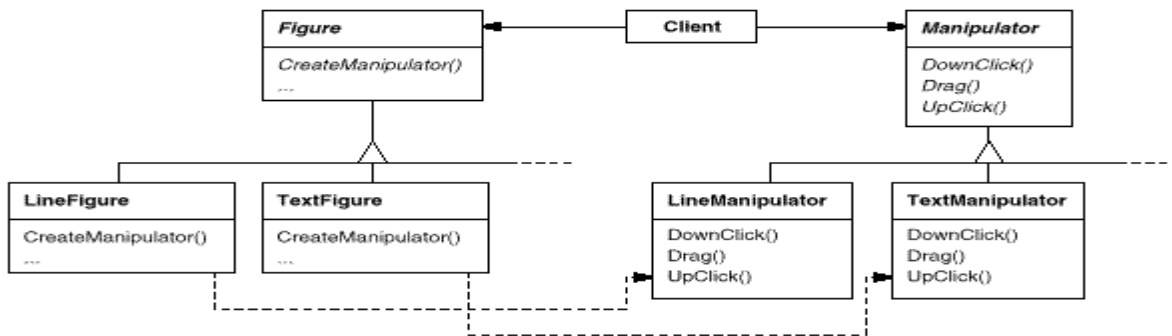 Figure
CreateManipulator()
...
Client
Manipulator
DownClick()
Drag()
UpClick()
LineFigure
CreateManipulator()
...
TextFigure
CreateManipulator()
...
LineManipulator
DownClick()
Drag()
UpClick()
TextManipulator
DownClick()
Drag()
UpClick()